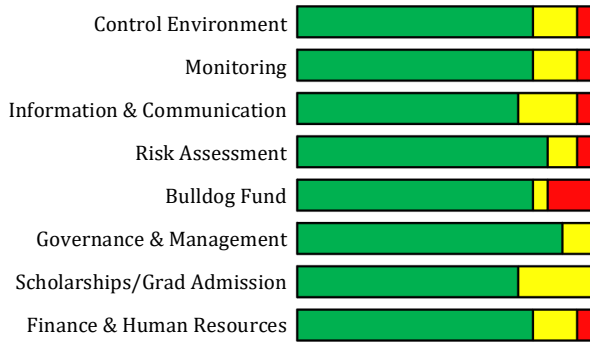 Control Environment
Monitoring
Information & Communication
Risk Assessment
Bulldog Fund
Governance & Management
Scholarships/Grad Admission
Finance & Human Resources